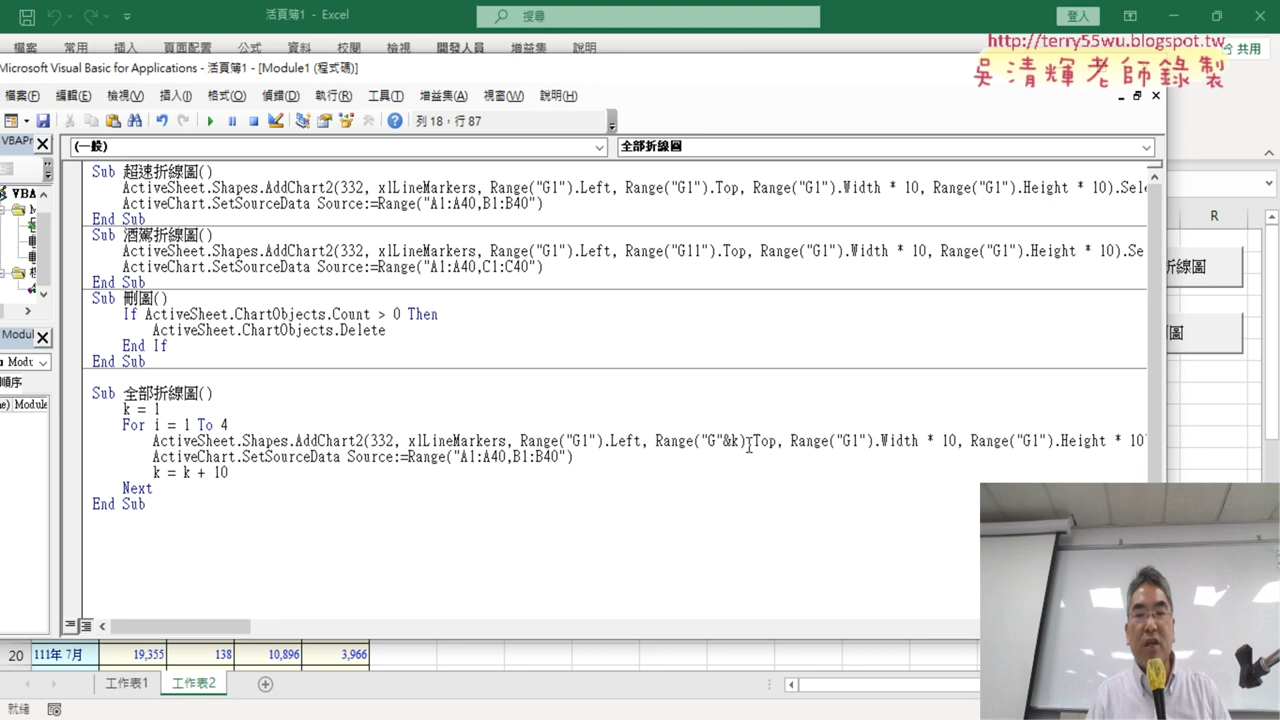 活頁簿1 - Excel
搜尋
登入
檔案 常用 插入 頁面配置 公式 資料 校閱 檢視 開發人員 增益集 說明
共用
http://terry55wu.blogspot.tw
吳清輝老師錄製
Microsoft Visual Basic for Applications - 活頁簿1 - [Module1 (程式碼)]
檔案(F) 編輯(E) 檢視(V) 插入(I) 格式(O) 偵錯(D) 執行(R) 工具(T) 增益集(A) 視窗(W) 說明(H)
列 18，行 87
(一般)
全部折線圖
R
Sub 超速折線圖()
ActiveSheet.Shapes.AddChart2(332, xlLineMarkers, Range("G1").Left, Range("G1").Top, Range("G1").Width * 10, Range("G1").Height * 10).Sele
ActiveChart.SetSourceData Source:=Range("A1:A40,B1:B40")
End Sub
Sub 酒駕折線圖()
ActiveSheet.Shapes.AddChart2(332, xlLineMarkers, Range("G1").Left, Range("G11").Top, Range("G1").Width * 10, Range("G1").Height * 10).Se
ActiveChart.SetSourceData Source:=Range("A1:A40,C1:C40")
End Sub
Sub 刪圖()
If ActiveSheet.ChartObjects.Count > 0 Then
ActiveSheet.ChartObjects.Delete
End If
End Sub
Sub 全部折線圖()
k = 1
For i = 1 To 4
ActiveSheet.Shapes.AddChart2(332, xlLineMarkers, Range("G1").Left, Range("G"&k).Top, Range("G1").Width * 10, Range("G1").Height * 10
ActiveChart.SetSourceData Source:=Range("A1:A40,B1:B40")
k = k + 10
Next
End Sub
折線圖
圖
VBAPr
VBA
Modul
Modu
順序
Module
20 111年 7月 19,355 138 10,896 3,966
工作表1 工作表2
就緒